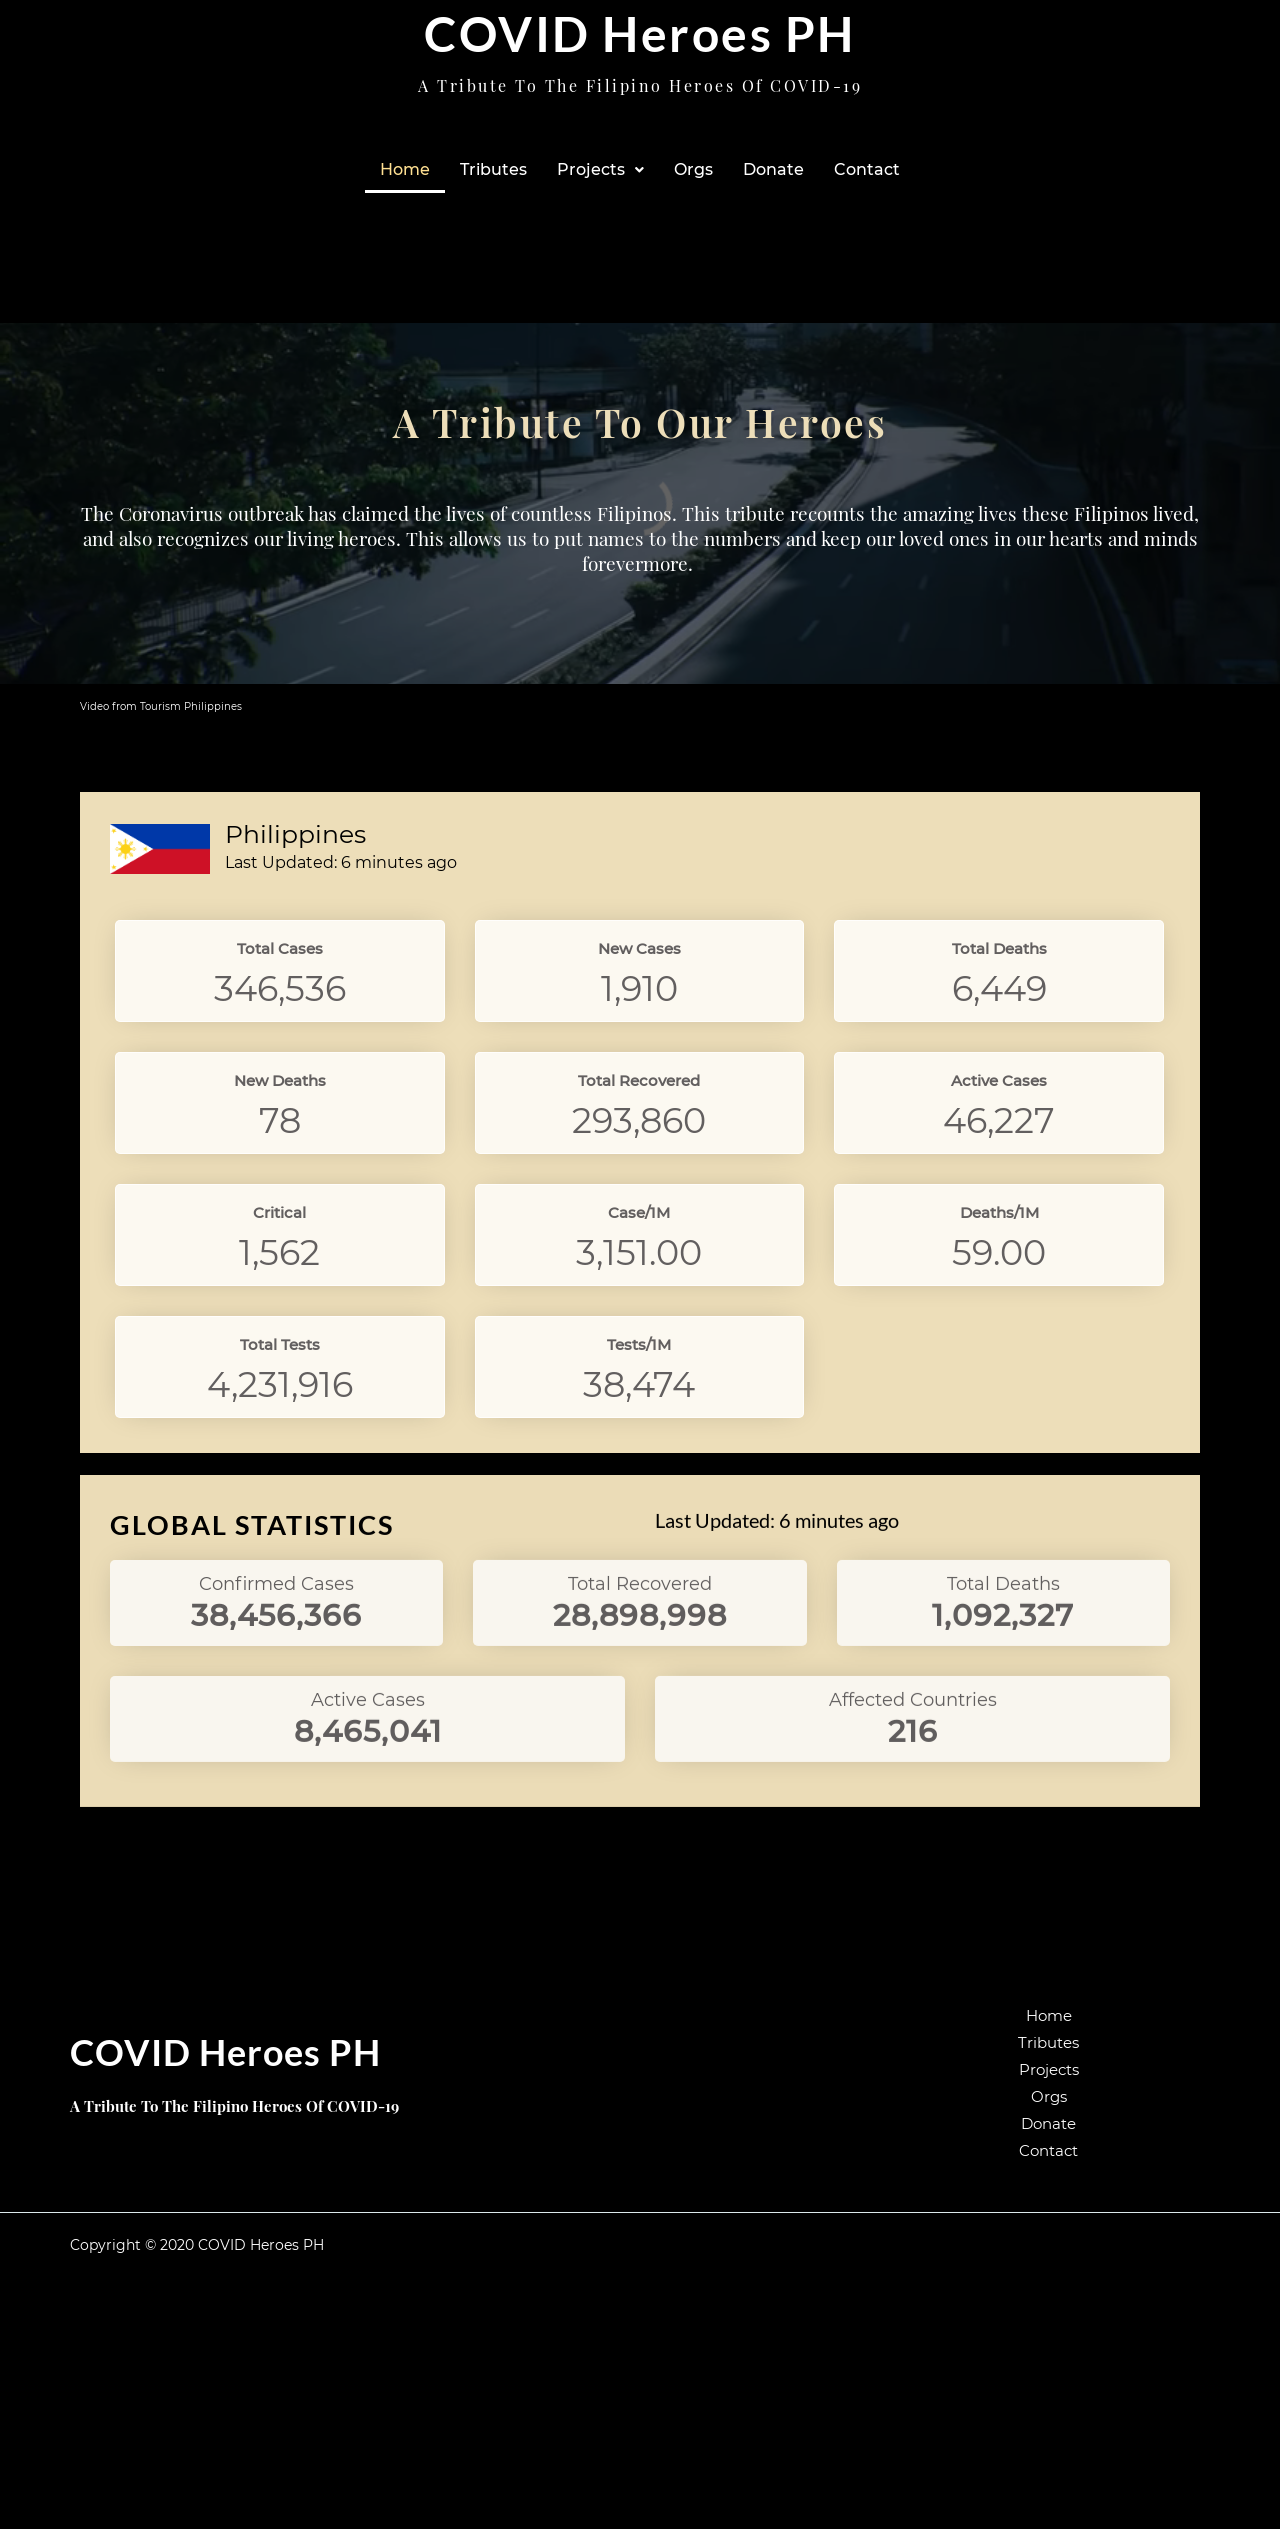 COVID Heroes PH
A Tribute To The Filipino Heroes Of COVID-19
Home Tributes Projects Orgs Donate Contact
A Tribute To Our Heroes
The Coronavirus outbreak has claimed the lives of countless Filipinos. This tribute recounts the amazing lives these Filipinos lived,
and also recognizes our living heroes. This allows us to put names to the numbers and keep our loved ones in our hearts and minds
forevermore.
Video from Tourism Philippines
Philippines
Last Updated: 6 minutes ago
Total Cases New Cases Total Deaths
346,536 1,910 6,449
New Deaths Total Recovered Active Cases
78 293,860 46,227
Critical Case/1M Deaths/1M
1,562 3,151.00 59.00
Total Tests Tests/1M
4,231,916 38,474
GLOBAL STATISTICS Last Updated: 6 minutes ago
Confirmed Cases Total Recovered Total Deaths
38,456,366 28,898,998 1,092,327
Active Cases Affected Countries
8,465,041 216
COVID Heroes PH
A Tribute To The Filipino Heroes Of COVID-19
Home
Tributes
Projects
Orgs
Donate
Contact
Copyright © 2020 COVID Heroes PH